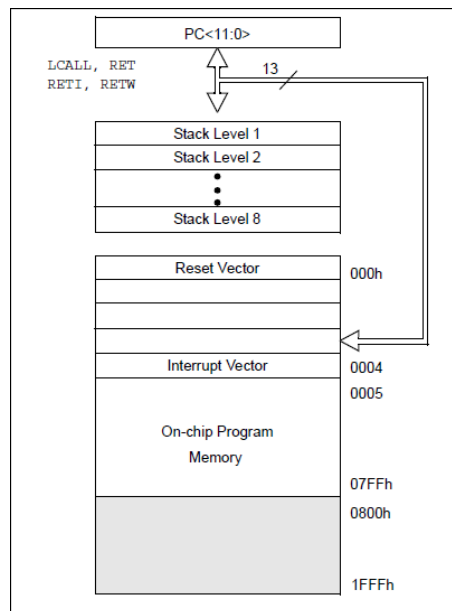 PC<11:0>
LCALL, RET
RETI, RETW
13
Stack Level 1
Stack Level 2
Stack Level 8
Reset Vector
000h
Interrupt Vector
0004
0005
On-chip Program
Memory
07FFh
0800h
1FFFh